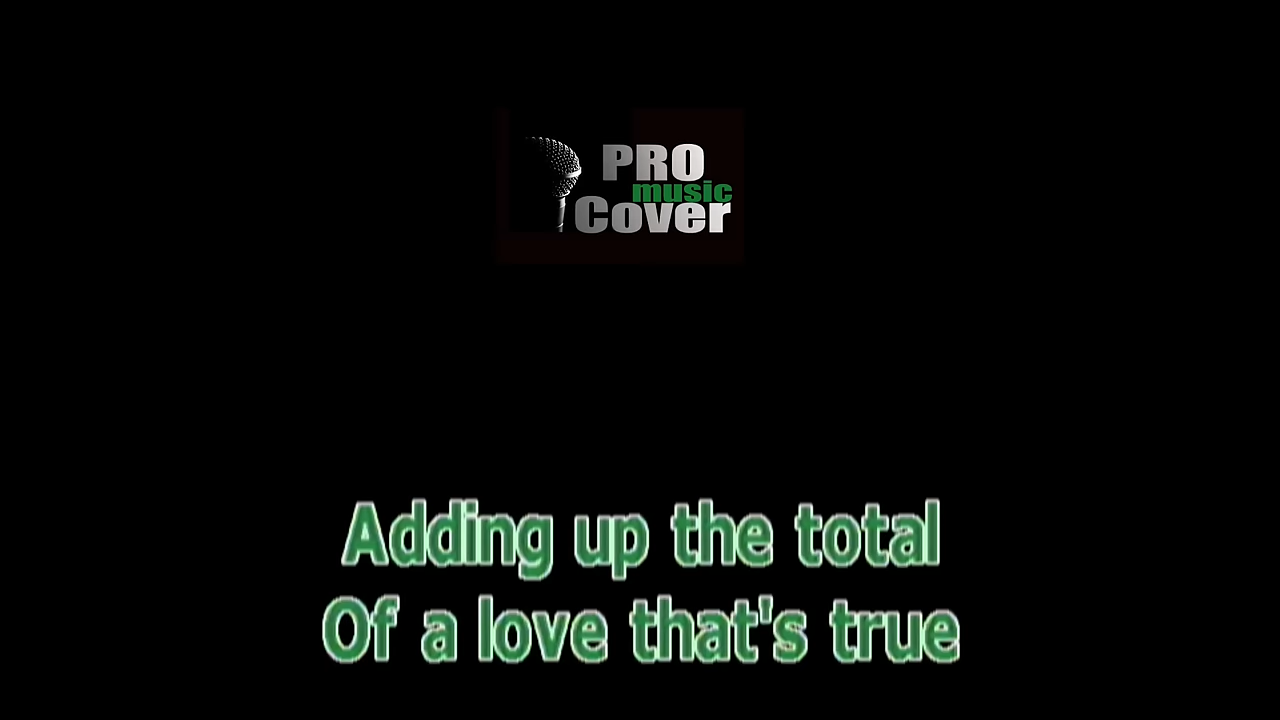 PRO
music
Cover
Adding up the total
Of a love that's true